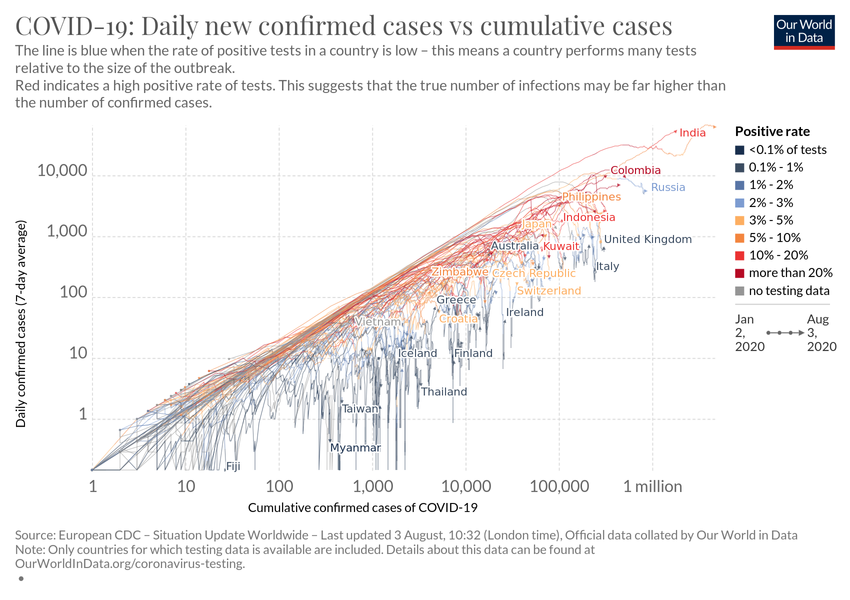 COVID-19: Daily new confirmed cases vs cumulative cases
Our World
in Data
The line is blue when the rate of positive tests in a country is low – this means a country performs many tests
relative to the size of the outbreak.
Red indicates a high positive rate of tests. This suggests that the true number of infections may be far higher than
the number of confirmed cases.
Daily confirmed cases (7-day average)
10,000
1,000
100
10
1
India
Colombia
Russia
Philippines
Indonesia
Japan
United Kingdom
Australia
Kuwait
Italy
Zimbabwe
Czech Republic
Switzerland
Greece
Ireland
Croatia
Vietnam
Iceland
Finland
Thailand
Taiwan
Myanmar
Fiji
1
10
100
1,000
10,000
100,000
1 million
Cumulative confirmed cases of COVID-19
Positive rate
<0.1% of tests
0.1% - 1%
1% - 2%
2% - 3%
3% - 5%
5% - 10%
10% - 20%
more than 20%
no testing data
Jan
2,
2020
Aug
3,
2020
Source: European CDC – Situation Update Worldwide – Last updated 3 August, 10:32 (London time), Official data collated by Our World in Data
Note: Only countries for which testing data is available are included. Details about this data can be found at
OurWorldInData.org/coronavirus-testing.
•